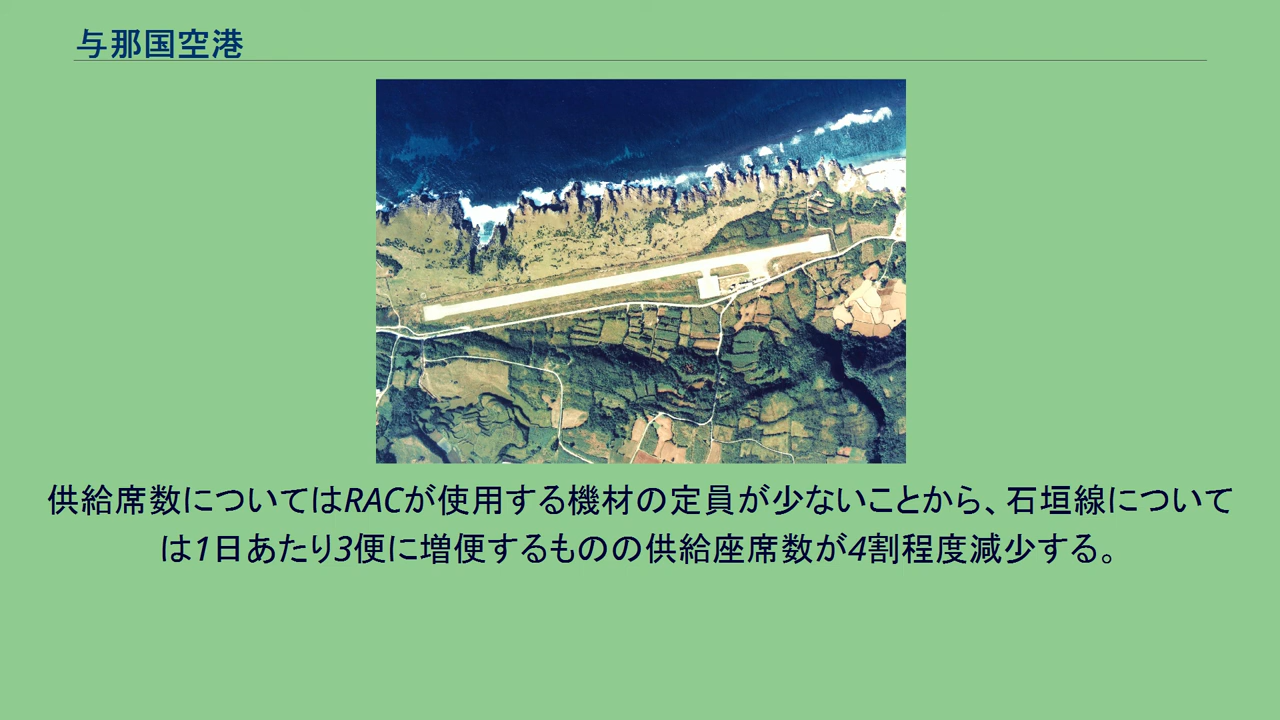 与那国空港
供給席数についてはRACが使用する機材の定員が少ないことから、石垣線について
は1日あたり3便に増便するものの供給座席数が4割程度減少する。